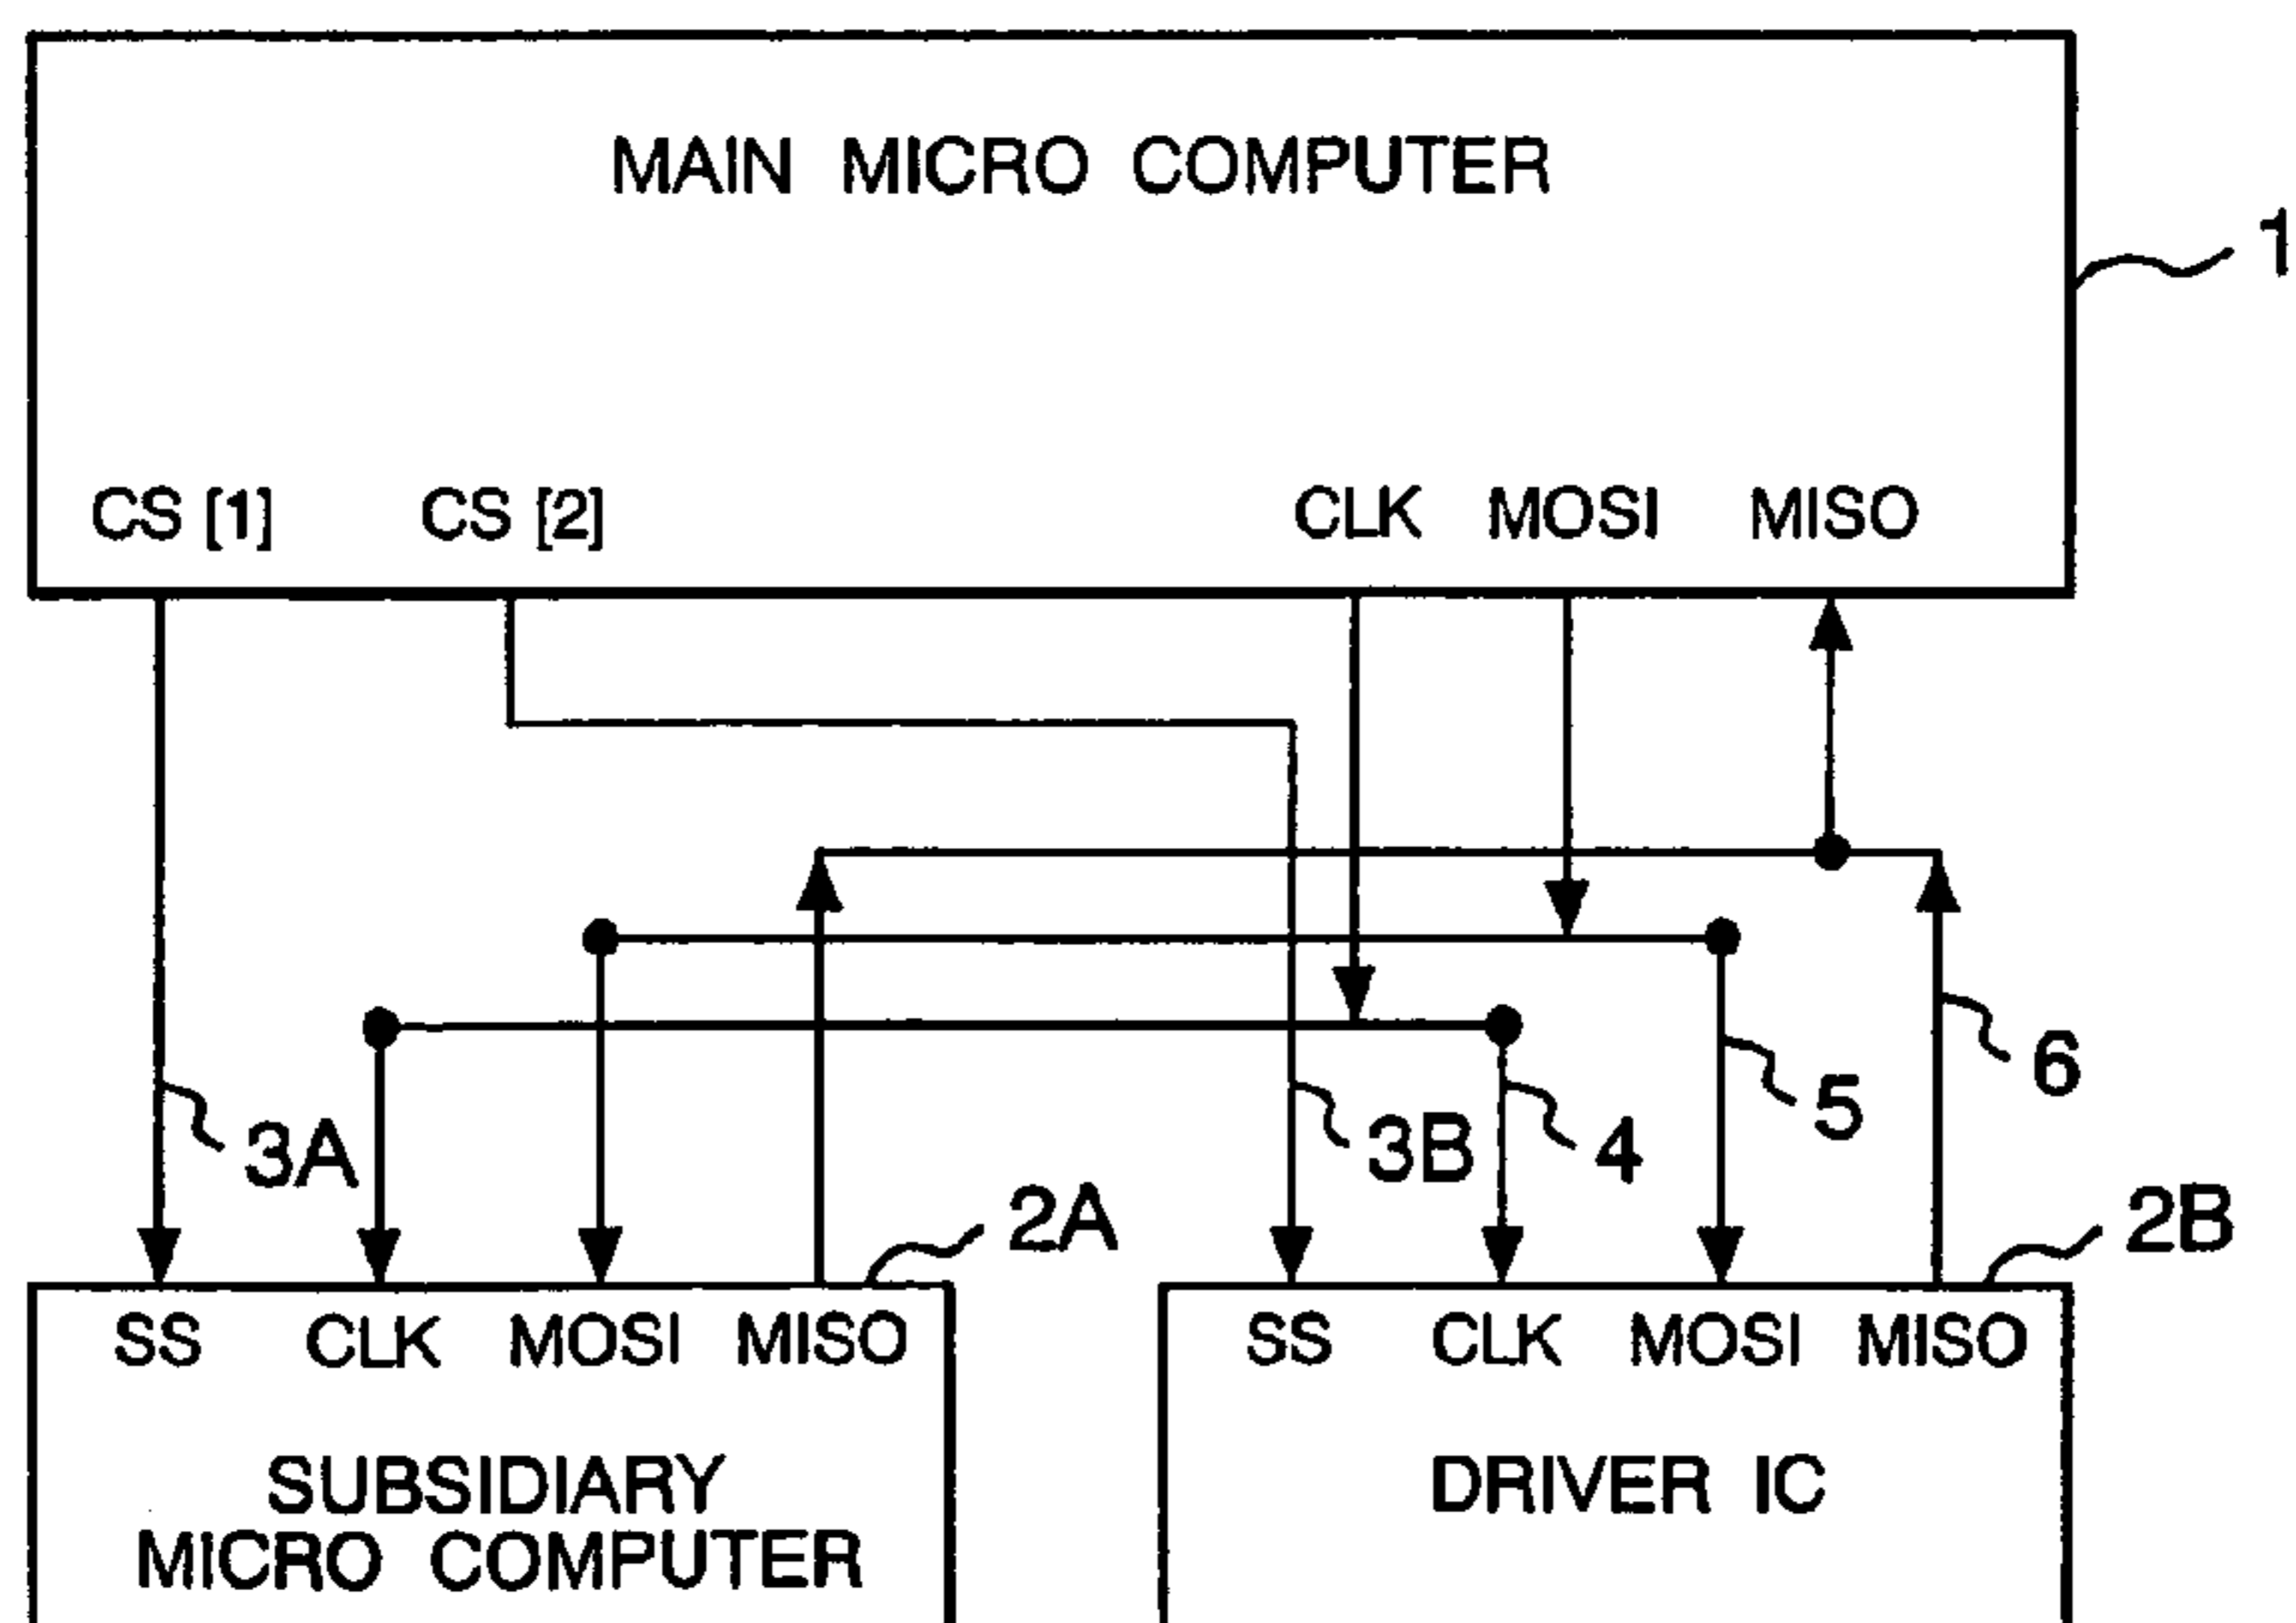 MAIN MICRO COMPUTER
1
CS [1] CS [2] CLK MOSI MISO
6
5
3A 3B 4
2A 2B
SS CLK MOSI MISO SS CLK MOSI MISO
SUBSIDIARY
MICRO COMPUTER
DRIVER IC